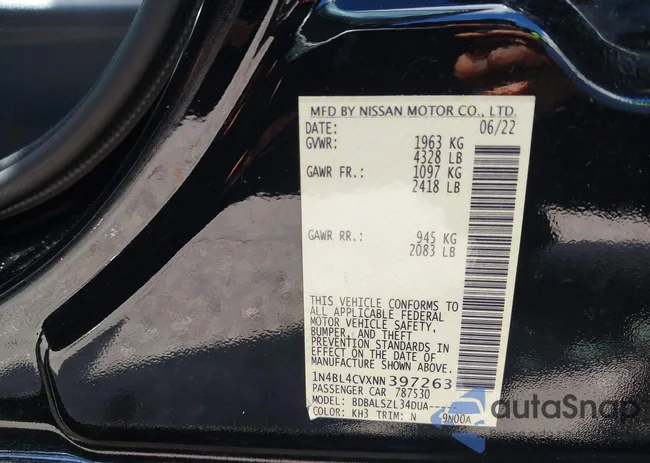 MFD BY NISSAN MOTOR CO., LTD.
DATE: 06/22
GVWR: 1963 KG
4328 LB
GAWR FR.: 1097 KG
2418 LB
GAWR RR.: 945 KG
2083 LB
THIS VEHICLE CONFORMS TO
ALL APPLICABLE FEDERAL
MOTOR VEHICLE SAFETY,
BUMPER, AND THEFT
PREVENTION STANDARDS IN
EFFECT ON THE DATE OF
MANUFACTURE SHOWN ABOVE.
1N4BL4CVXNN397263
PASSENGER CAR 787530
MODEL: BDBALSZL34DUA-----
COLOR: KH3 TRIM: N 9N00A
autoSnap